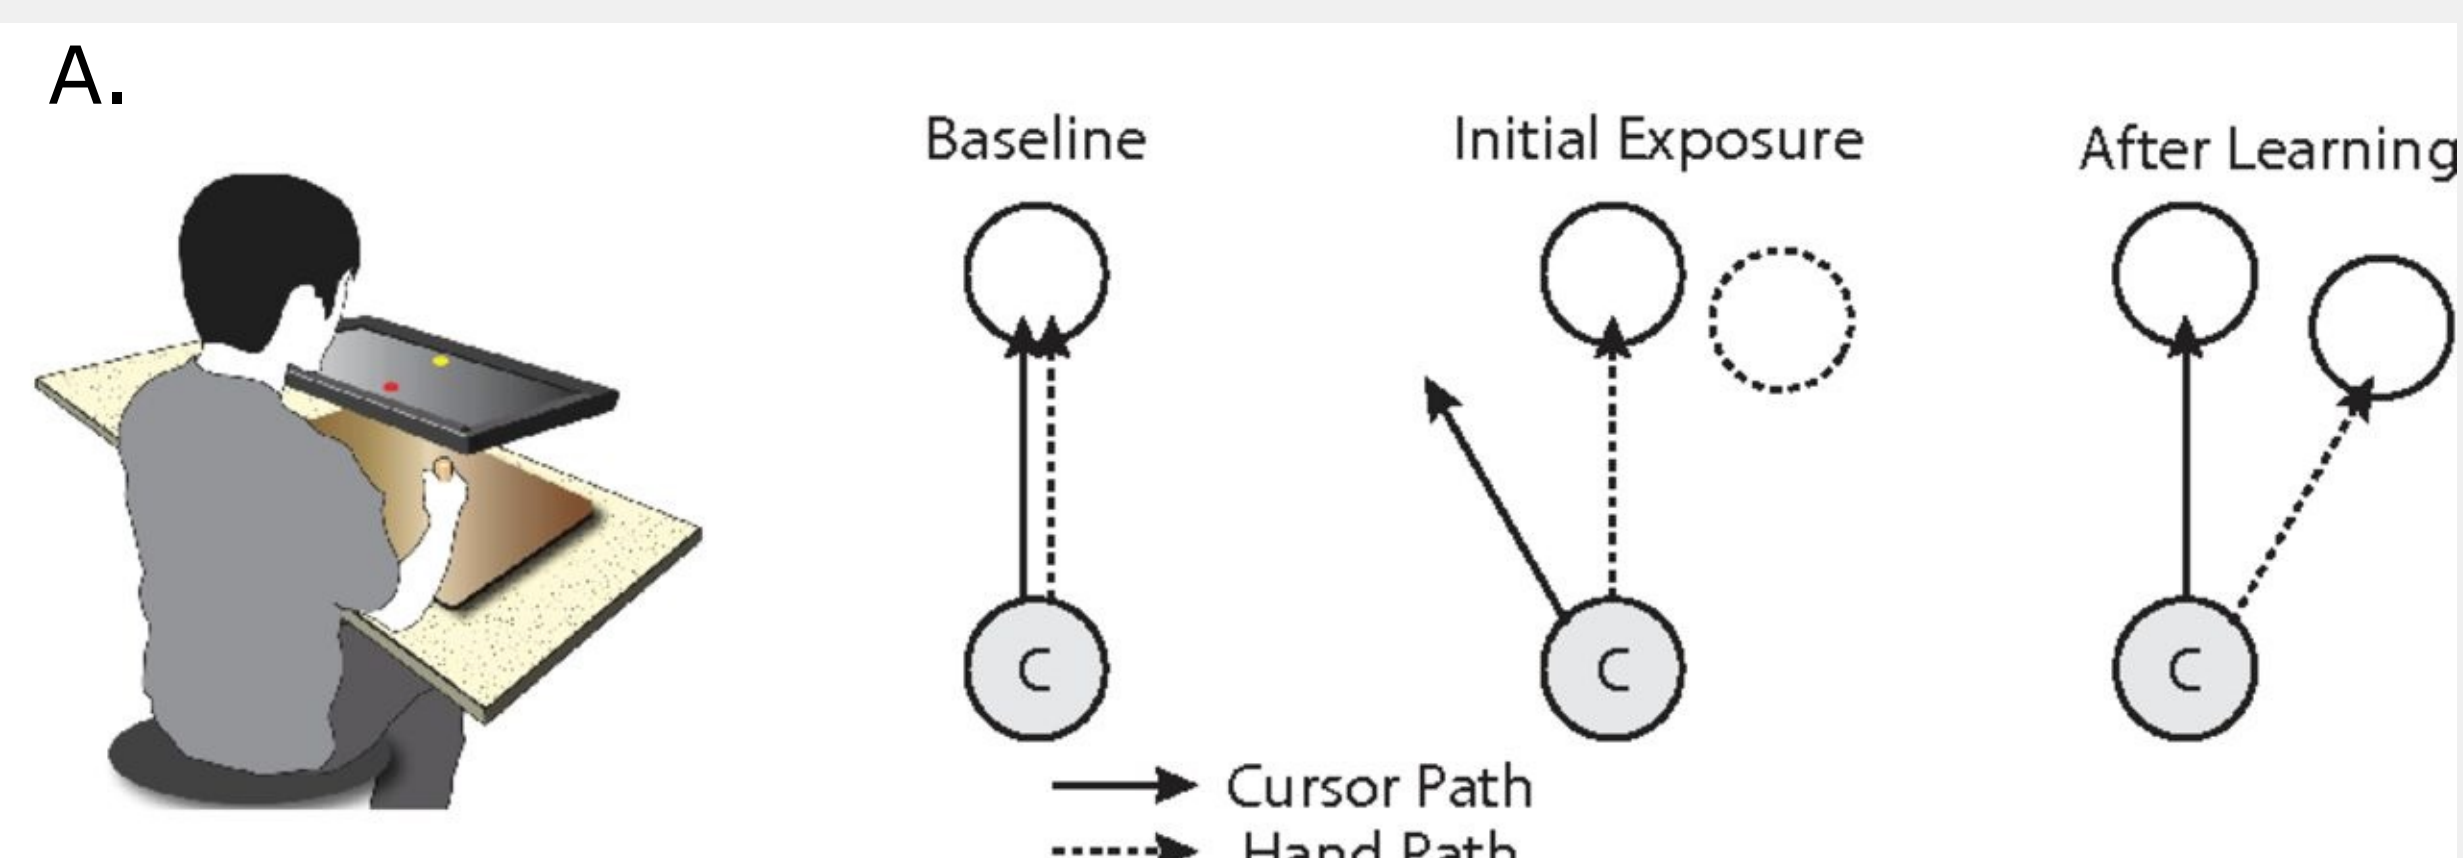 A.
Baseline
Initial Exposure
After Learning
C
C
C
Cursor Path
Hand Path